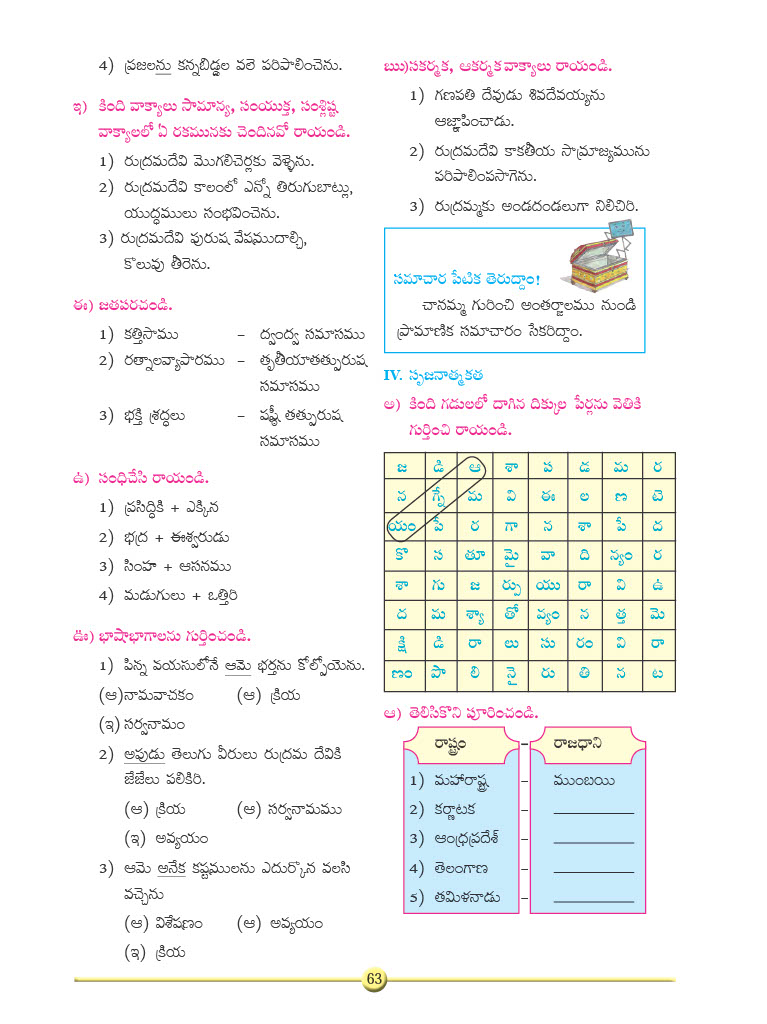 4) ప్రజలను కన్నబిడ్డల వలె పరిపాలించెను.
ఇ) కింది వాక్యాలు సామాన్య, సంయుక్త, సంశ్లిష్ట
వాక్యాలలో ఏ రకమునకు చెందినవో రాయండి.
1) రుద్రమదేవి మొగలిచెర్లకు వెళ్ళెను.
2) రుద్రమదేవి కాలంలో ఎన్నో తిరుగుబాట్లు,
యుద్ధములు సంభవించెను.
3) రుద్రమదేవి పురుష వేషముదాల్చి,
కొలువు తీరెను.
ఈ) జతపరచండి.
1) కత్తిసాము – ద్వంద్వ సమాసము
2) రత్నాలవ్యాపారము – తృతీయాతత్పురుష
సమాసము
3) భక్తి శ్రద్ధలు – షష్ఠీ తత్పురుష
సమాసము
ఉ) సంధిచేసి రాయండి.
1) ప్రసిద్ధికి + ఎక్కిన
2) భద్ర + ఈశ్వరుడు
3) సింహ + ఆసనము
4) మడుగులు + ఒత్తిరి
ఊ) భాషాభాగాలను గుర్తించండి.
1) పిన్న వయసులోనే ఆమె భర్తను కోల్పోయెను.
(ఆ)నామవాచకం (ఆ) క్రియ
(ఇ) సర్వనామం
2) అపుడు తెలుగు వీరులు రుద్రమ దేవికి
జేజేలు పలికిరి.
(ఆ) క్రియ (ఆ) సర్వనామము
(ఇ) అవ్యయం
3) ఆమె అనేక కష్టములను ఎదుర్కొన వలసి
వచ్చెను
(ఆ) విశేషణం (ఆ) అవ్యయం
(ఇ) క్రియ
ఋ)సకర్మక, ఆకర్మక వాక్యాలు రాయండి.
1) గణపతి దేవుడు శివదేవయ్యను
ఆజ్ఞాపించాడు.
2) రుద్రమదేవి కాకతీయ సామ్రాజ్యమును
పరిపాలింపసాగెను.
3) రుద్రమ్మకు అండదండలుగా నిలిచిరి.
సమాచార పేటిక తెరుద్దాం!
చానమ్మ గురించి అంతర్జాలము నుండి
ప్రామాణిక సమాచారం సేకరిద్దాం.
IV. సృజనాత్మకత
అ) కింది గడులలో దాగిన దిక్కుల పేర్లను వెతికి
గుర్తించి రాయండి.
జ డి ఆ శా ప డ మ ర
న గ్నే మ వి ఈ ల ణ టె
యం పే ర గా న శా పే ద
కొ స తూ మై వా ది న్యం ర
శా గు జ ర్పు యు రా వి ఉ
ద మ శ్యా తో వ్యం న త్త మె
క్షి డి రా లు సు రం వి రా
ణం పా లి నై రు తి న ట
ఆ) తెలిసికొని పూరించండి.
రాష్ట్రం – రాజధాని
1) మహారాష్ట్ర – ముంబయి
2) కర్ణాటక –
3) ఆంధ్రప్రదేశ్ –
4) తెలంగాణ –
5) తమిళనాడు –
63